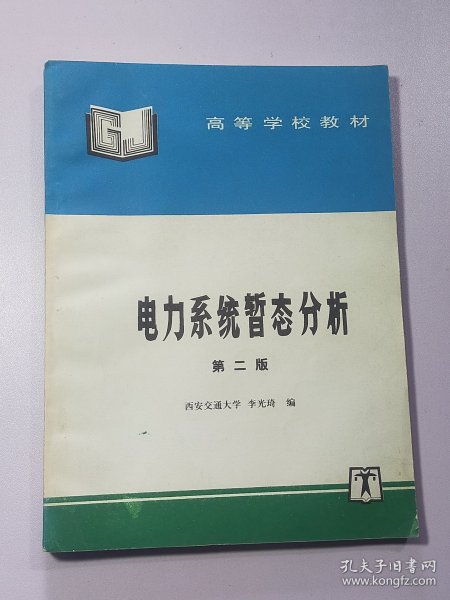 GJ
高等学校教材
电力系统暂态分析
第二版
西安交通大学 李光琦 编
孔夫子旧书网
www.kongfz.com